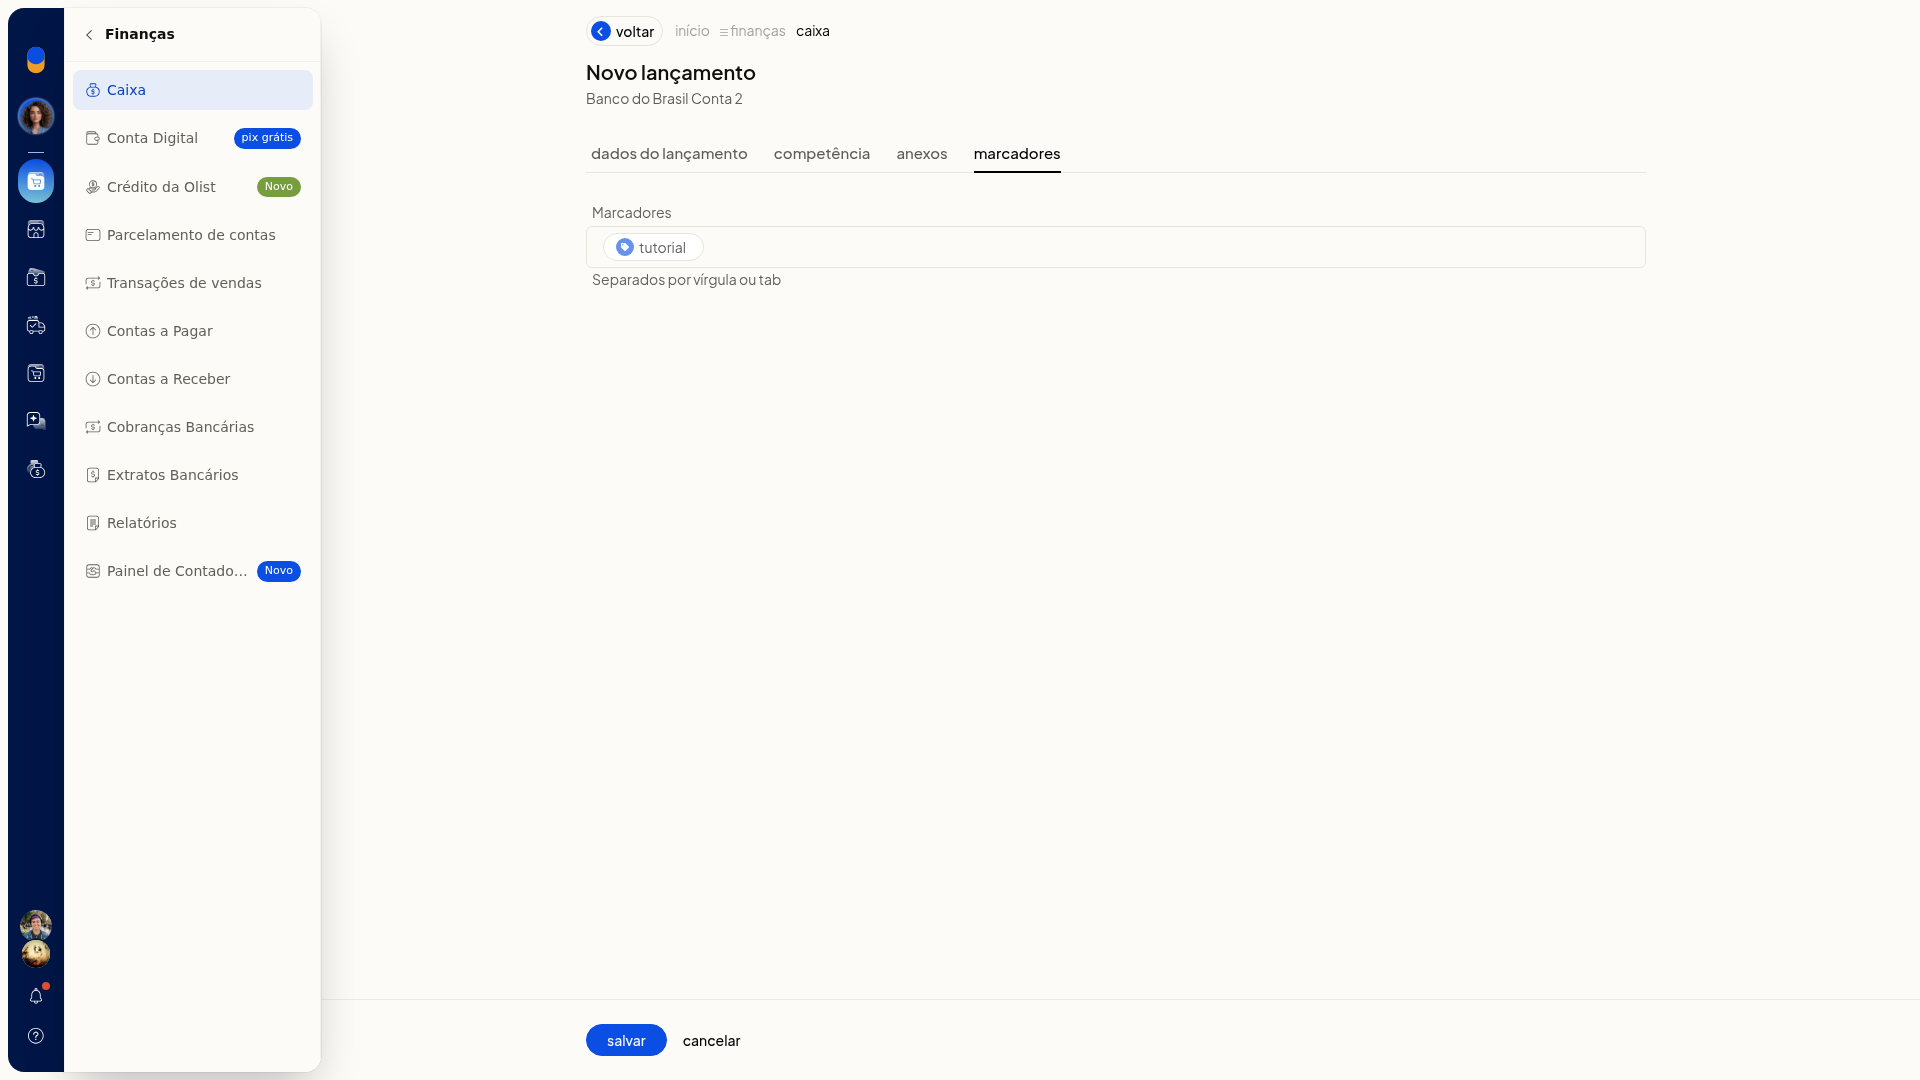 Finanças
Caixa
Conta Digital
pix grátis
Crédito da Olist
Novo
Parcelamento de contas
Transações de vendas
Contas a Pagar
Contas a Receber
Cobranças Bancárias
Extratos Bancários
Relatórios
Painel de Contado...
Novo
voltar início finanças caixa
Novo lançamento
Banco do Brasil Conta 2
dados do lançamento competência anexos marcadores
Marcadores
tutorial
Separados por vírgula ou tab
salvar cancelar